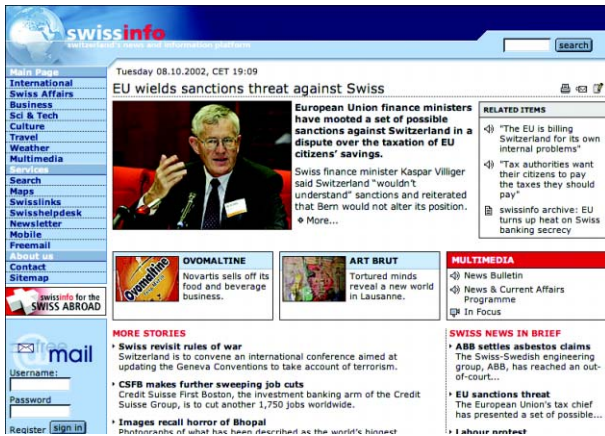 swissinfo
switzerland's news and information platform
search
Main Page
International
Swiss Affairs
Business
Sci & Tech
Culture
Travel
Weather
Multimedia
Services
Search
Maps
Swisslinks
Swisshelpdesk
Newsletter
Mobile
Freemail
About us
Contact
Sitemap
swissinfo for the
SWISS ABROAD
free
mail
Username:
Password
Register sign in
Tuesday 08.10.2002, CET 19:09
EU wields sanctions threat against Swiss
European Union finance ministers
have mooted a set of possible
sanctions against Switzerland in a
dispute over the taxation of EU
citizens' savings.
Swiss finance minister Kaspar Villiger
said Switzerland "wouldn't
understand" sanctions and reiterated
that Bern would not alter its position.
More...
RELATED ITEMS
"The EU is billing
Switzerland for its own
internal problems"
"Tax authorities want
their citizens to pay
the taxes they should
pay"
swissinfo archive: EU
turns up heat on Swiss
banking secrecy
Ovomaltine
OVOMALTINE
Novartis sells off its
food and beverage
business.
ART BRUT
Tortured minds
reveal a new world
in Lausanne.
MULTIMEDIA
News Bulletin
News & Current Affairs
Programme
In Focus
MORE STORIES
Swiss revisit rules of war
Switzerland is to convene an international conference aimed at
updating the Geneva Conventions to take account of terrorism.
CSFB makes further sweeping job cuts
Credit Suisse First Boston, the investment banking arm of the Credit
Suisse Group, is to cut another 1,750 jobs worldwide.
Images recall horror of Bhopal
Photographs of what has been described as the world's biggest
SWISS NEWS IN BRIEF
ABB settles asbestos claims
The Swiss-Swedish engineering
group, ABB, has reached an out-
of-court...
EU sanctions threat
The European Union's tax chief
has presented a set of possible...
Labour protest